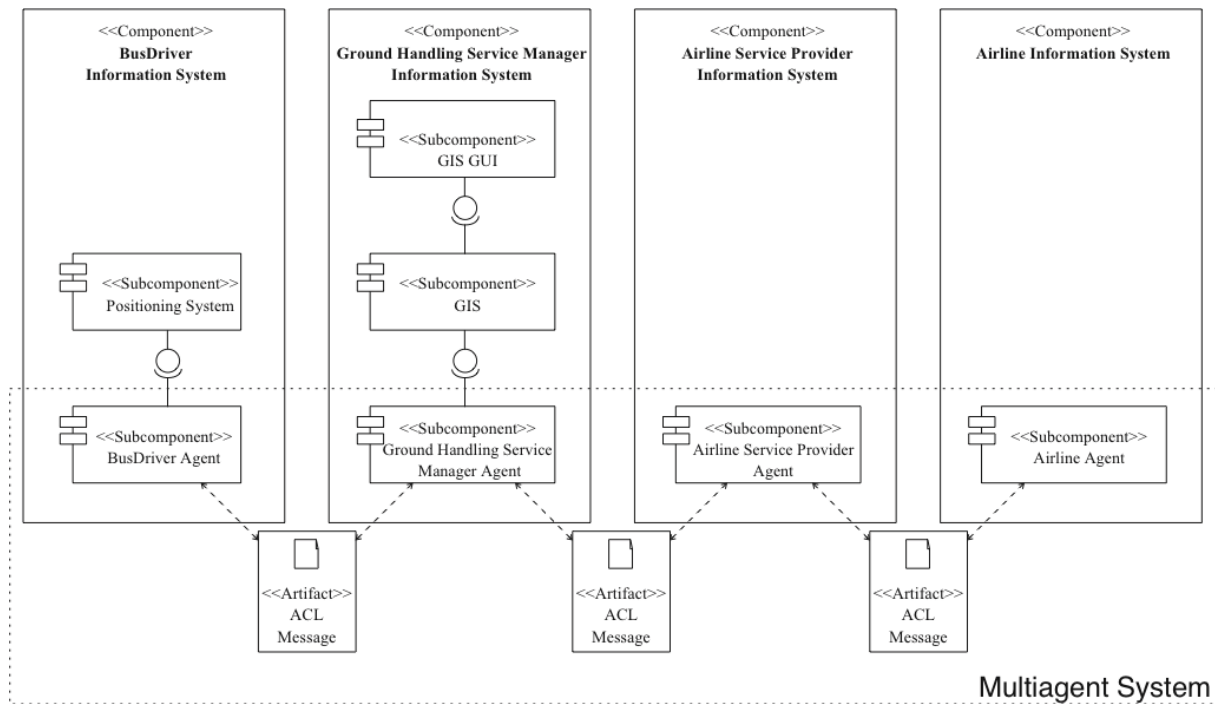 <<Component>>
BusDriver
Information System
<<Component>>
Ground Handling Service Manager
Information System
<<Component>>
Airline Service Provider
Information System
<<Component>>
Airline Information System
<<Subcomponent>>
GIS GUI
<<Subcomponent>>
Positioning System
<<Subcomponent>>
GIS
<<Subcomponent>>
BusDriver Agent
<<Subcomponent>>
Ground Handling Service
Manager Agent
<<Subcomponent>>
Airline Service Provider
Agent
<<Subcomponent>>
Airline Agent
<<Artifact>>
ACL
Message
<<Artifact>>
ACL
Message
<<Artifact>>
ACL
Message
Multiagent System